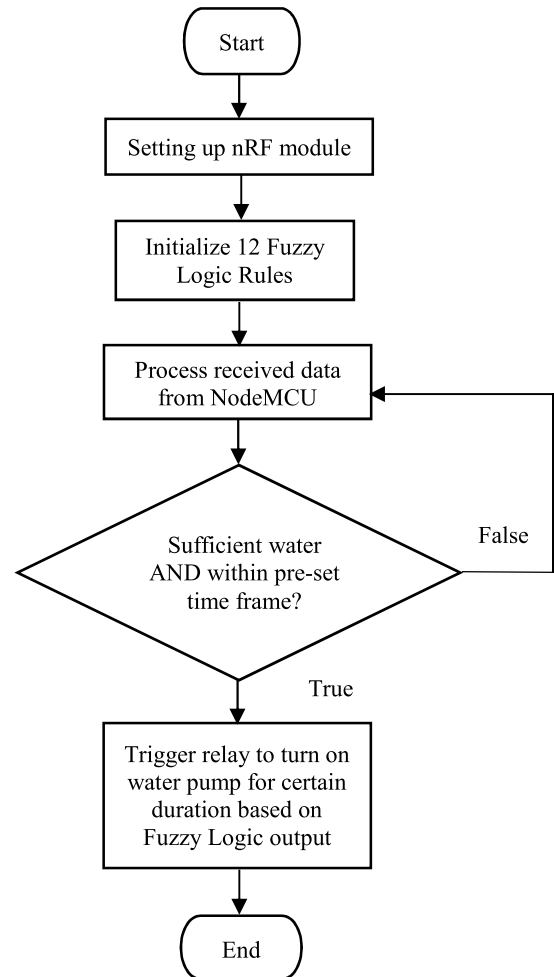 Start
Setting up nRF module
Initialize 12 Fuzzy
Logic Rules
Process received data
from NodeMCU
Sufficient water
AND within pre-set
time frame?
False
True
Trigger relay to turn on
water pump for certain
duration based on
Fuzzy Logic output
End